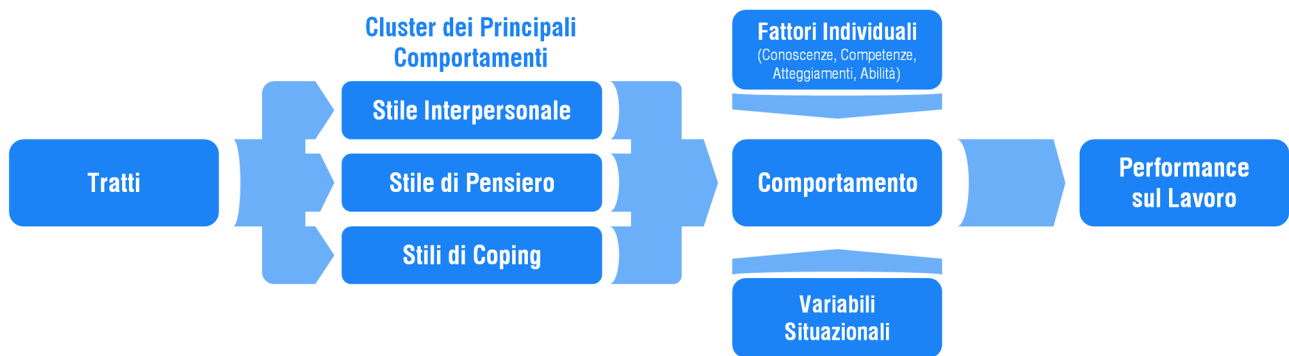 Cluster dei Principali
Comportamenti
Tratti
Stile Interpersonale
Stile di Pensiero
Stili di Coping
Fattori Individuali
(Conoscenze, Competenze,
Atteggiamenti, Abilità)
Comportamento
Variabili
Situazionali
Performance
sul Lavoro